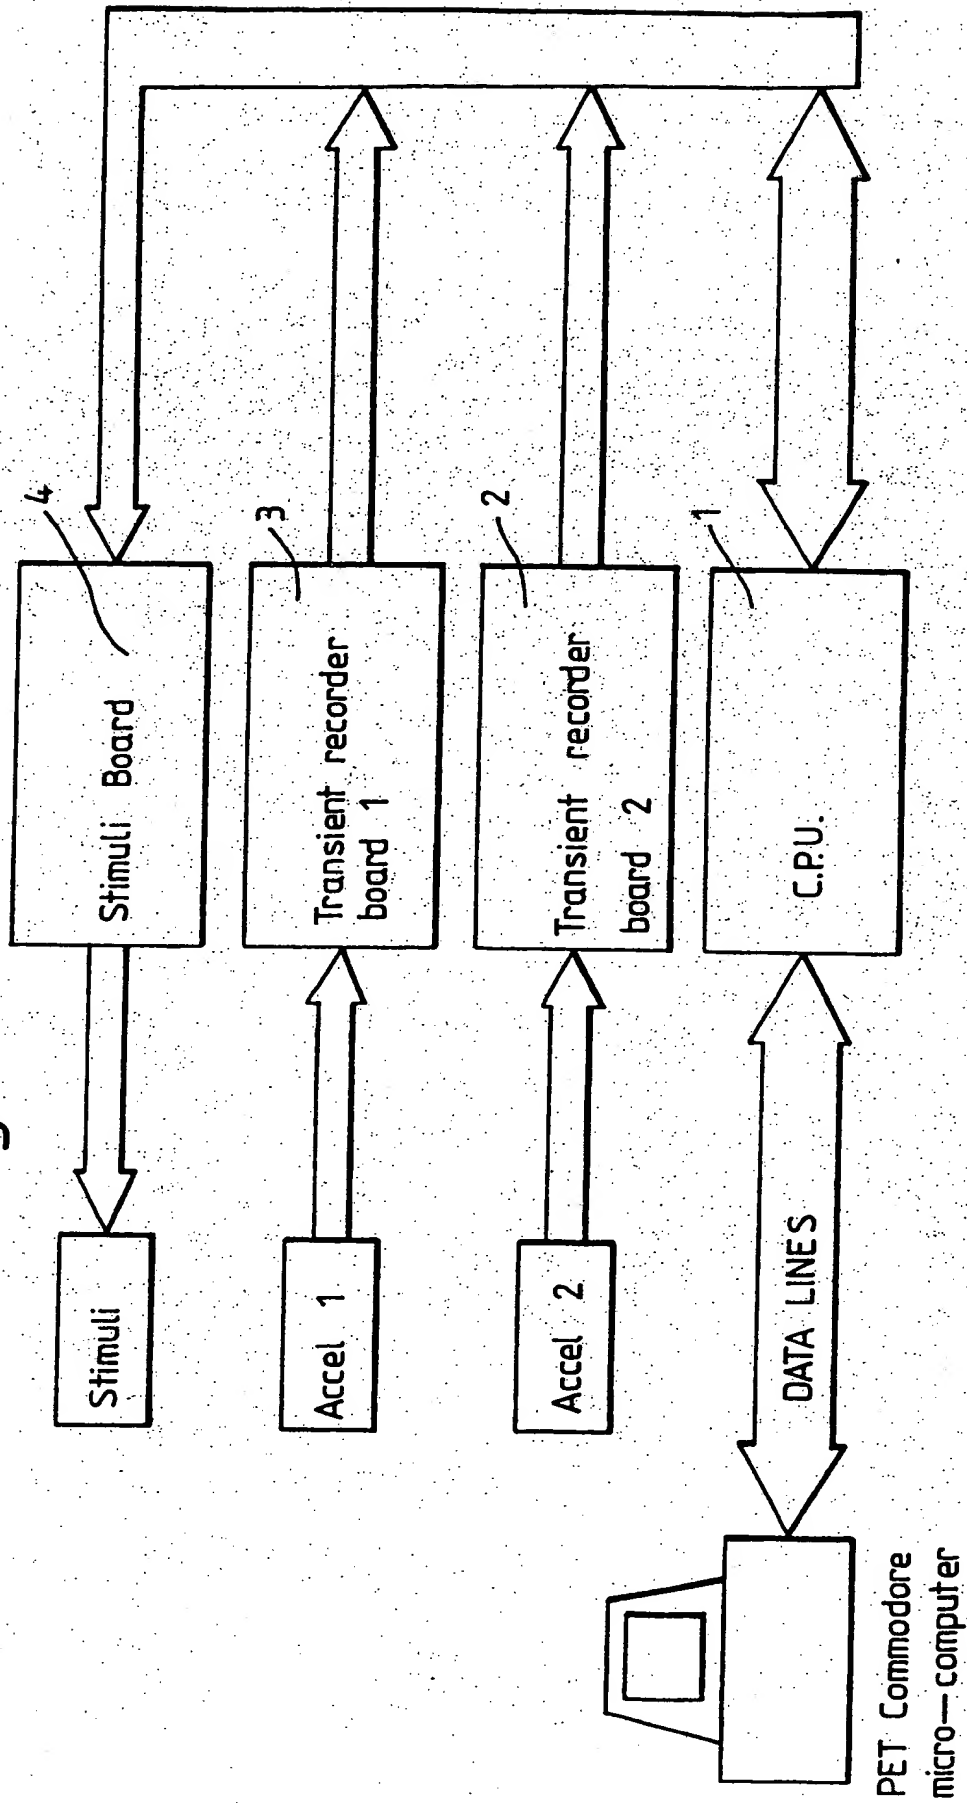 Stimuli
Stimuli Board
4
Accel 1
Transient recorder
board 1
3
Accel 2
Transient recorder
board 2
2
DATA LINES
C.P.U.
1
PET Commodore
micro—computer